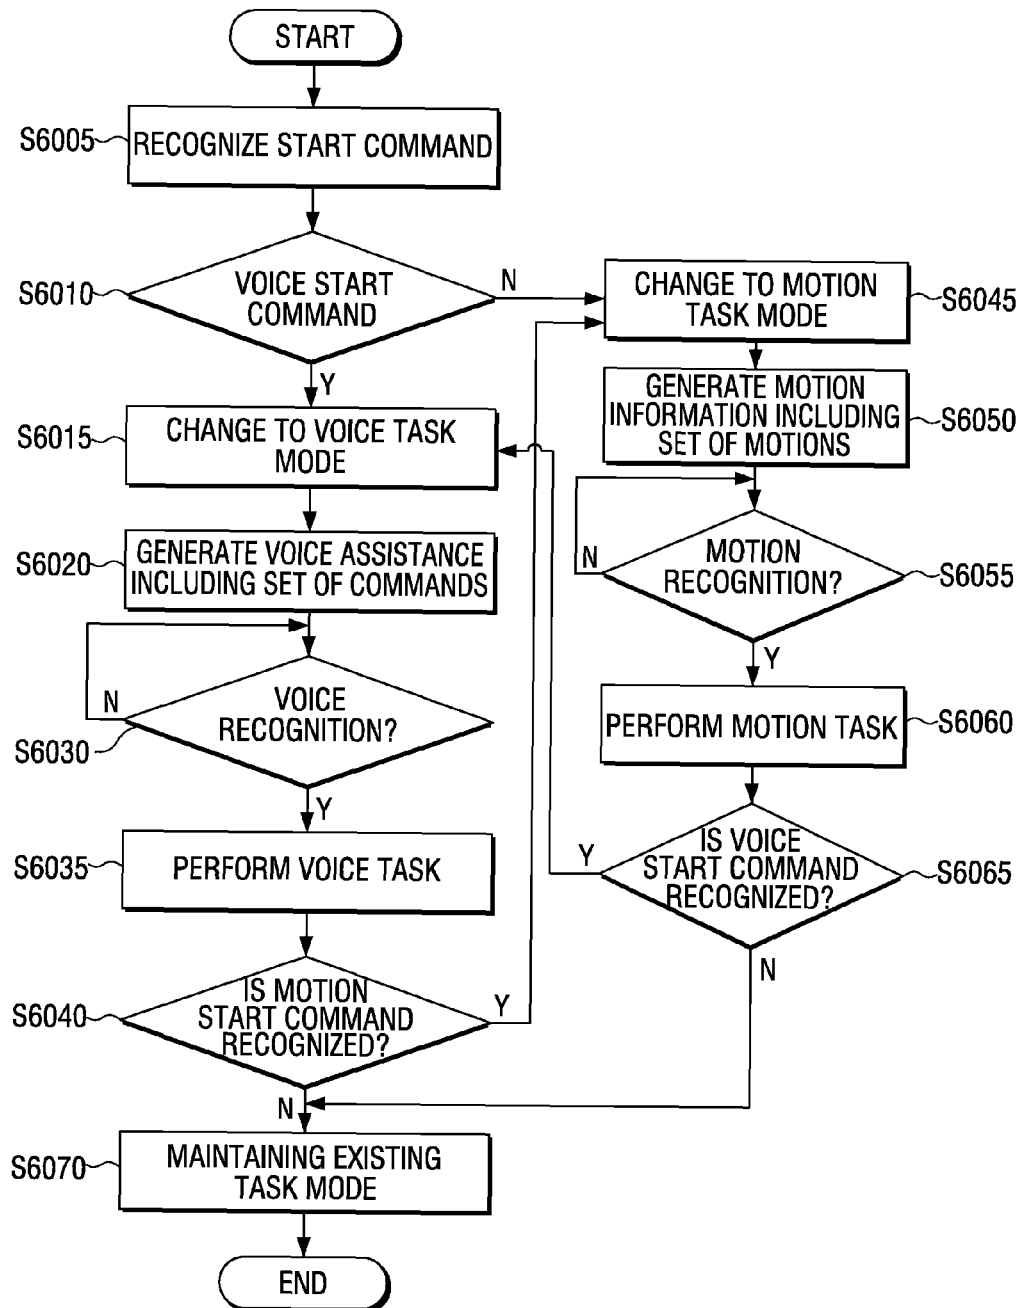 START
S6005
RECOGNIZE START COMMAND
S6010
VOICE START
COMMAND
N
Y
S6015
CHANGE TO VOICE TASK
MODE
S6020
GENERATE VOICE ASSISTANCE
INCLUDING SET OF COMMANDS
N
VOICE
RECOGNITION?
S6030
Y
S6035
PERFORM VOICE TASK
S6040
IS MOTION
START COMMAND
RECOGNIZED?
Y
N
CHANGE TO MOTION
TASK MODE
S6045
GENERATE MOTION
INFORMATION INCLUDING
SET OF MOTIONS
S6050
N
MOTION
RECOGNITION?
S6055
Y
PERFORM MOTION TASK
S6060
Y
IS VOICE
START COMMAND
RECOGNIZED?
S6065
N
S6070
MAINTAINING EXISTING
TASK MODE
END